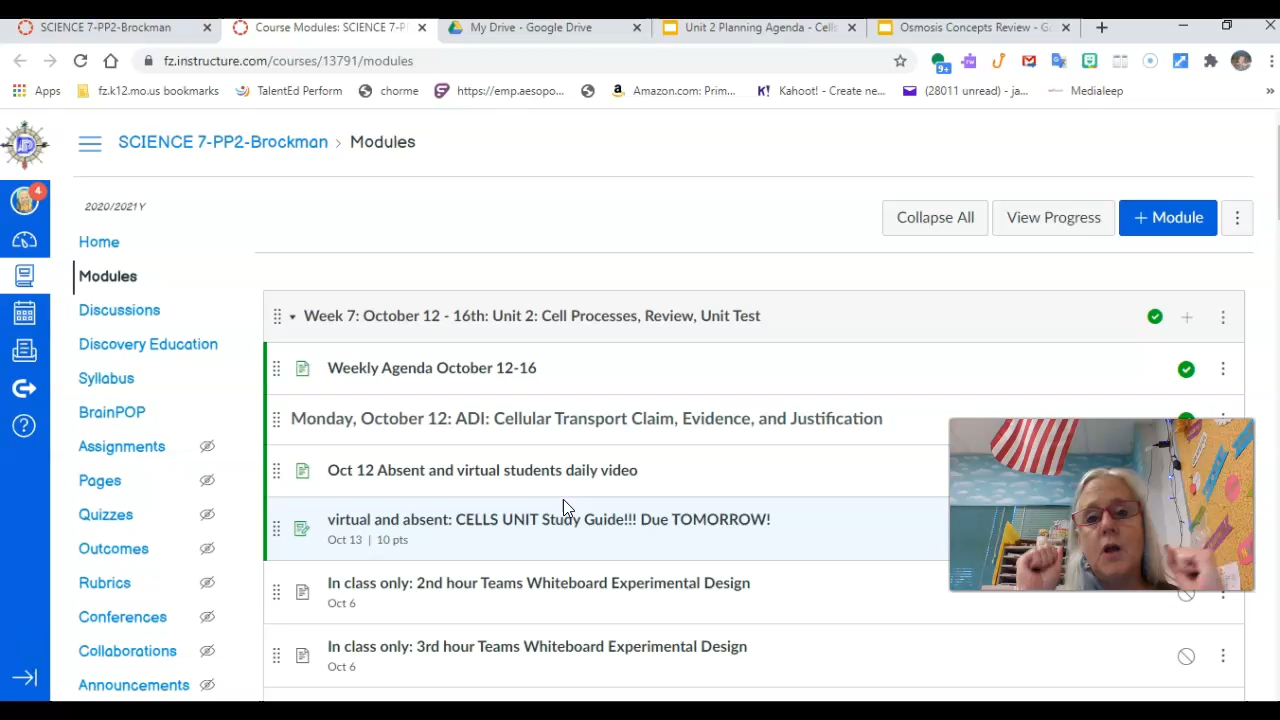 SCIENCE 7-PP2-Brockman
Course Modules: SCIENCE 7-P
My Drive - Google Drive
Unit 2 Planning Agenda - Cells
Osmosis Concepts Review - Go
fz.instructure.com/courses/13791/modules
9+
Apps
fz.k12.mo.us bookmarks
TalentEd Perform
chorme
https://emp.aesopo...
Amazon.com: Prim...
K! Kahoot! - Create ne...
(28011 unread) - ja...
Medialeep
SCIENCE 7-PP2-Brockman > Modules
4
2020/2021Y
Collapse All
View Progress
+ Module
Home
Modules
Discussions
Discovery Education
Syllabus
BrainPOP
Assignments
Pages
Quizzes
Outcomes
Rubrics
Conferences
Collaborations
Announcements
Week 7: October 12 - 16th: Unit 2: Cell Processes, Review, Unit Test
Weekly Agenda October 12-16
Monday, October 12: ADI: Cellular Transport Claim, Evidence, and Justification
Oct 12 Absent and virtual students daily video
virtual and absent: CELLS UNIT Study Guide!!! Due TOMORROW!
Oct 13 | 10 pts
In class only: 2nd hour Teams Whiteboard Experimental Design
Oct 6
In class only: 3rd hour Teams Whiteboard Experimental Design
Oct 6